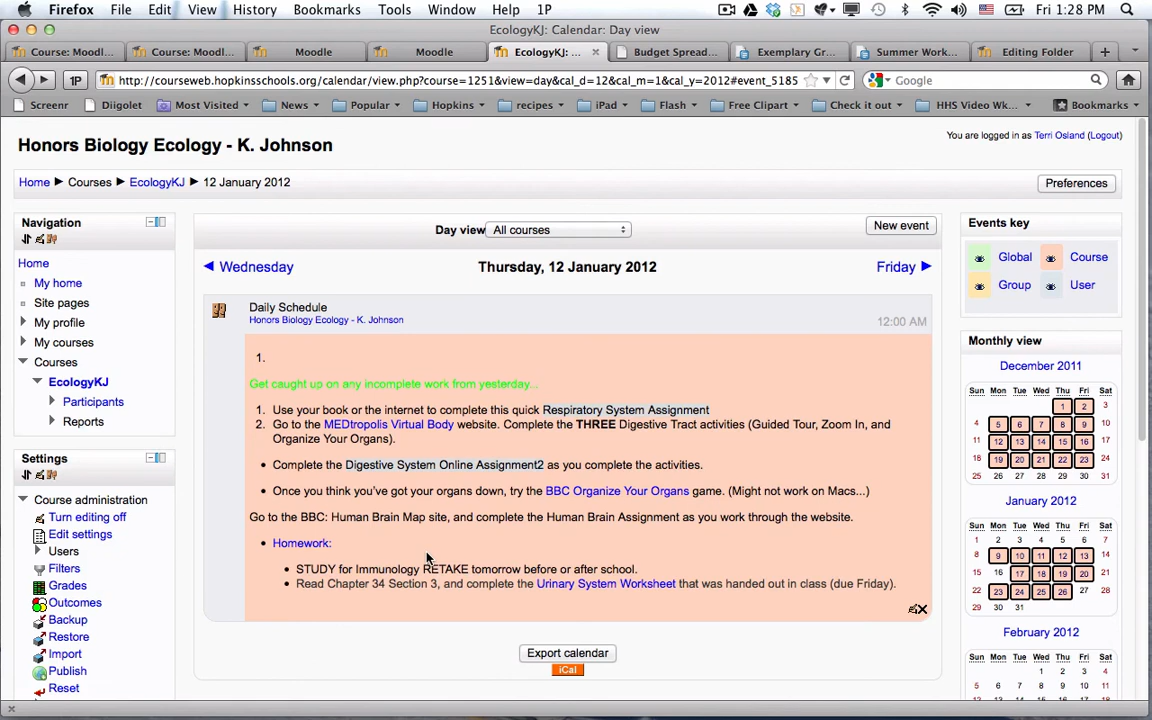 Firefox File Edit View History Bookmarks Tools Window Help 1P Fri 1:28 PM
EcologyKJ: Calendar: Day view
Course: Moodl... Course: Moodl... Moodle Moodle EcologyKJ: ... Budget Spread... Exemplary Gr... Summer Work... Editing Folder
1P http://courseweb.hopkinsschools.org/calendar/view.php?course=1251&view=day&cal_d=12&cal_m=1&cal_y=2012#event_5185 Google
Screenr Diigolet Most Visited News Popular Hopkins recipes iPad Flash Free Clipart Check it out HHS Video Wk... Bookmarks
Honors Biology Ecology - K. Johnson
You are logged in as Terri Osland (Logout)
Home ► Courses ► EcologyKJ ► 12 January 2012
Preferences
Navigation
Home
My home
Site pages
My profile
My courses
Courses
EcologyKJ
Participants
Reports
Settings
Course administration
Turn editing off
Edit settings
Users
Filters
Grades
Outcomes
Backup
Restore
Import
Publish
Reset
Day view All courses
New event
◄ Wednesday Thursday, 12 January 2012 Friday ►
Daily Schedule
Honors Biology Ecology - K. Johnson
12:00 AM
1.
Get caught up on any incomplete work from yesterday...
1. Use your book or the internet to complete this quick Respiratory System Assignment
2. Go to the MEDtropolis Virtual Body website. Complete the THREE Digestive Tract activities (Guided Tour, Zoom In, and
Organize Your Organs).
• Complete the Digestive System Online Assignment2 as you complete the activities.
• Once you think you've got your organs down, try the BBC Organize Your Organs game. (Might not work on Macs...)
Go to the BBC: Human Brain Map site, and complete the Human Brain Assignment as you work through the website.
• Homework:
• STUDY for Immunology RETAKE tomorrow before or after school.
• Read Chapter 34 Section 3, and complete the Urinary System Worksheet that was handed out in class (due Friday).
Export calendar
iCal
Events key
Global Course
Group User
Monthly view
December 2011
Sun Mon Tue Wed Thu Fri Sat
1 2 3
4 5 6 7 8 9 10
11 12 13 14 15 16 17
18 19 20 21 22 23 24
25 26 27 28 29 30 31
January 2012
Sun Mon Tue Wed Thu Fri Sat
1 2 3 4 5 6 7
8 9 10 11 12 13 14
15 16 17 18 19 20 21
22 23 24 25 26 27 28
29 30 31
February 2012
Sun Mon Tue Wed Thu Fri Sat
1 2 3 4
5 6 7 8 9 10 11